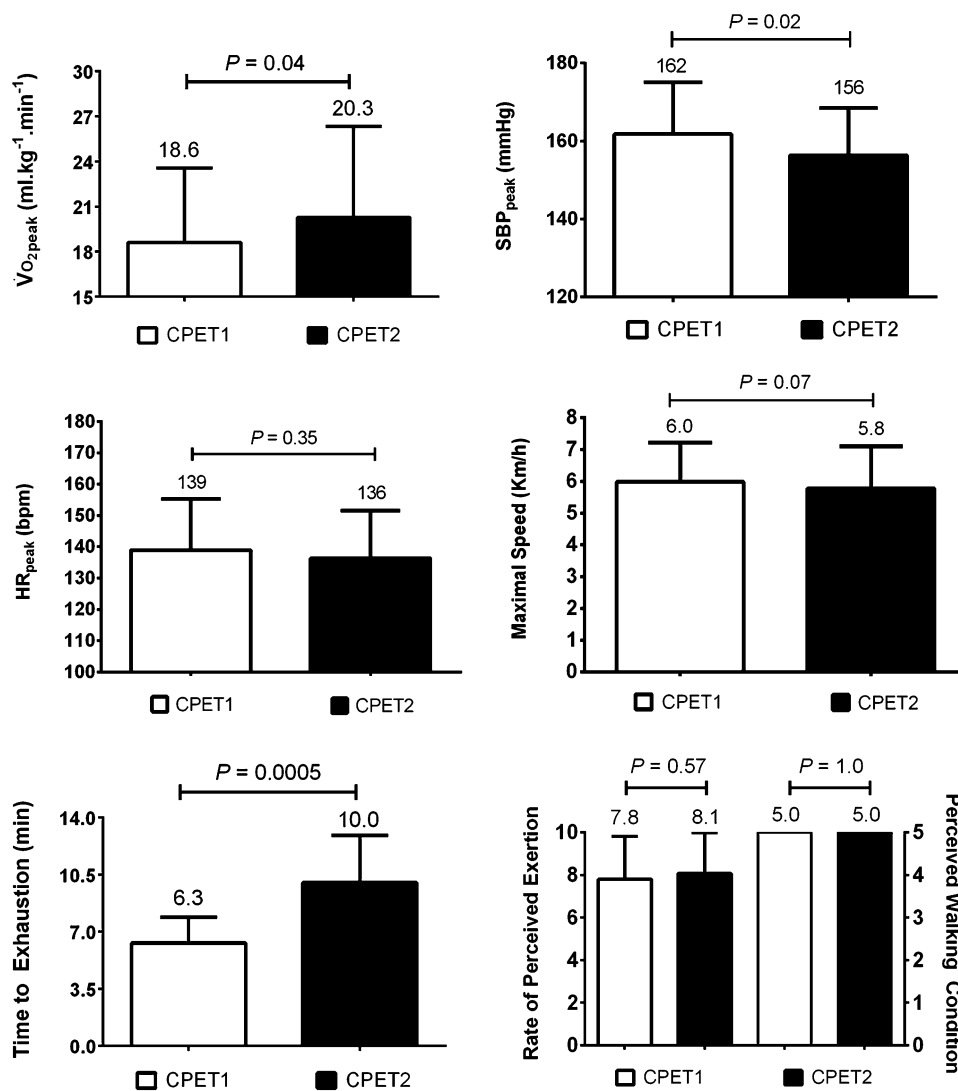 P = 0.04
V̇O₂peak (ml.kg⁻¹.min⁻¹)
30
27
24
21
18
15
18.6
20.3
CPET1
CPET2
P = 0.02
SBPpeak (mmHg)
180
160
140
120
162
156
CPET1
CPET2
P = 0.35
HRpeak (bpm)
180
170
160
150
140
130
120
110
100
139
136
CPET1
CPET2
P = 0.07
Maximal Speed (Km/h)
8
7
6
5
4
3
2
1
0
6.0
5.8
CPET1
CPET2
P = 0.0005
Time to Exhaustion (min)
14.0
10.5
7.0
3.5
0.0
6.3
10.0
CPET1
CPET2
P = 0.57
P = 1.0
Rate of Perceived Exertion
10
8
6
4
2
0
7.8
8.1
5.0
5.0
5
4
3
2
1
0
Perceived Walking Condition
CPET1
CPET2